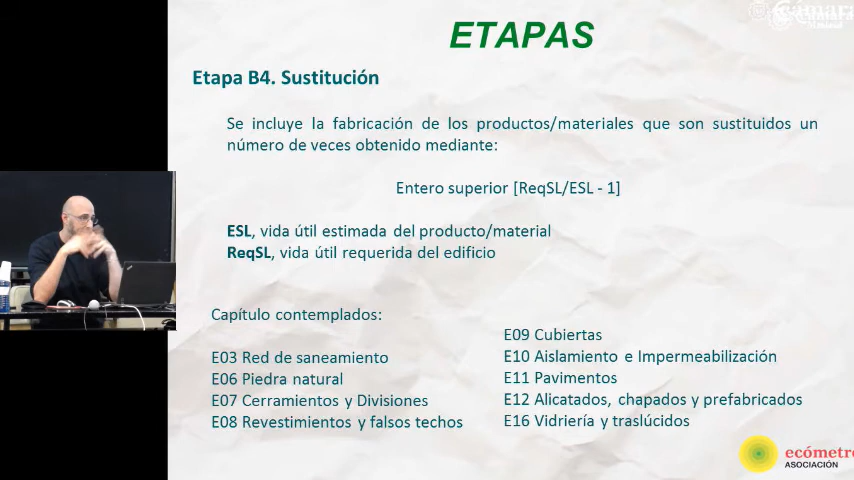 ETAPAS
Etapa B4. Sustitución
Se incluye la fabricación de los productos/materiales que son sustituidos un
número de veces obtenido mediante:
Entero superior [ReqSL/ESL - 1]
ESL, vida útil estimada del producto/material
ReqSL, vida útil requerida del edificio
Capítulo contemplados:
E03 Red de saneamiento
E06 Piedra natural
E07 Cerramientos y Divisiones
E08 Revestimientos y falsos techos
E09 Cubiertas
E10 Aislamiento e Impermeabilización
E11 Pavimentos
E12 Alicatados, chapados y prefabricados
E16 Vidriería y traslúcidos
ecómetro
ASOCIACIÓN